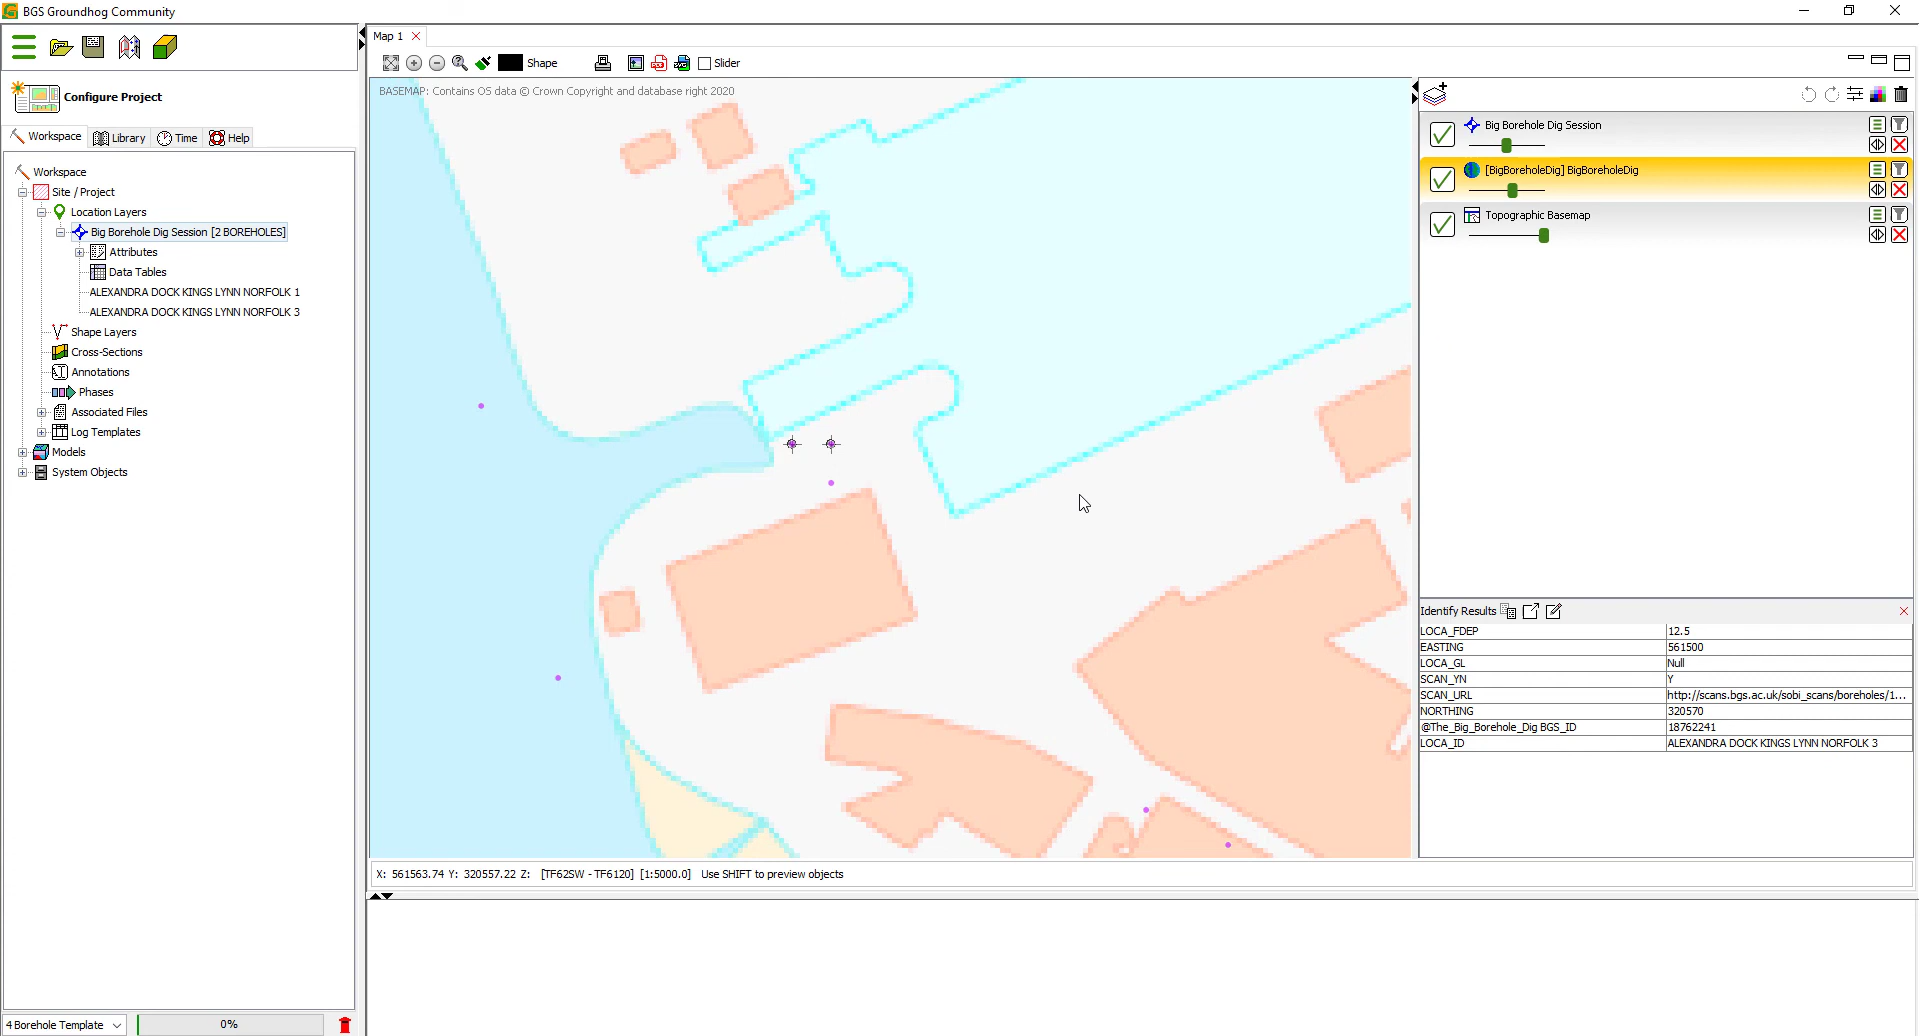 BGS Groundhog Community
Configure Project
Workspace
Library
Time
Help
Workspace
Site / Project
Location Layers
Big Borehole Dig Session [2 BOREHOLES]
Attributes
Data Tables
ALEXANDRA DOCK KINGS LYNN NORFOLK 1
ALEXANDRA DOCK KINGS LYNN NORFOLK 3
Shape Layers
Cross-Sections
Annotations
Phases
Associated Files
Log Templates
Models
System Objects
4 Borehole Template
0%
Map 1
Shape
Slider
BASEMAP: Contains OS data © Crown Copyright and database right 2020
X: 561563.74 Y: 320557.22 Z: [TF62SW - TF6120] [1:5000.0] Use SHIFT to preview objects
Big Borehole Dig Session
[BigBoreholeDig] BigBoreholeDig
Topographic Basemap
Identify Results
LOCA_FDEP 12.5
EASTING 561500
LOCA_GL Null
SCAN_YN Y
SCAN_URL http://scans.bgs.ac.uk/sobi_scans/boreholes/1...
NORTHING 320570
@The_Big_Borehole_Dig BGS_ID 18762241
LOCA_ID ALEXANDRA DOCK KINGS LYNN NORFOLK 3